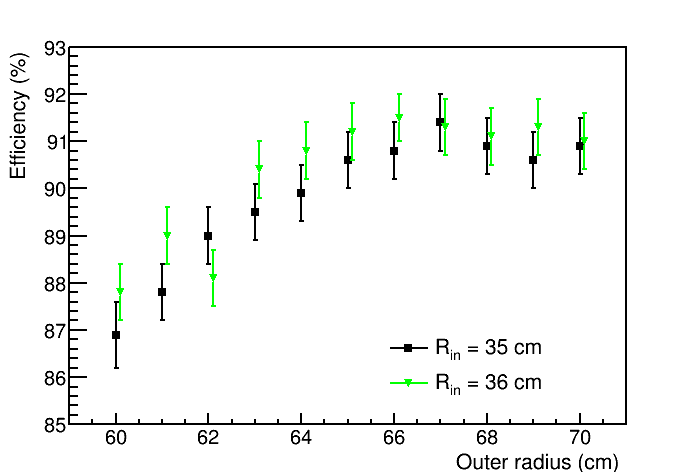 Efficiency (%)
93
92
91
90
89
88
87
86
85
R_in = 35 cm
R_in = 36 cm
60 62 64 66 68 70
Outer radius (cm)